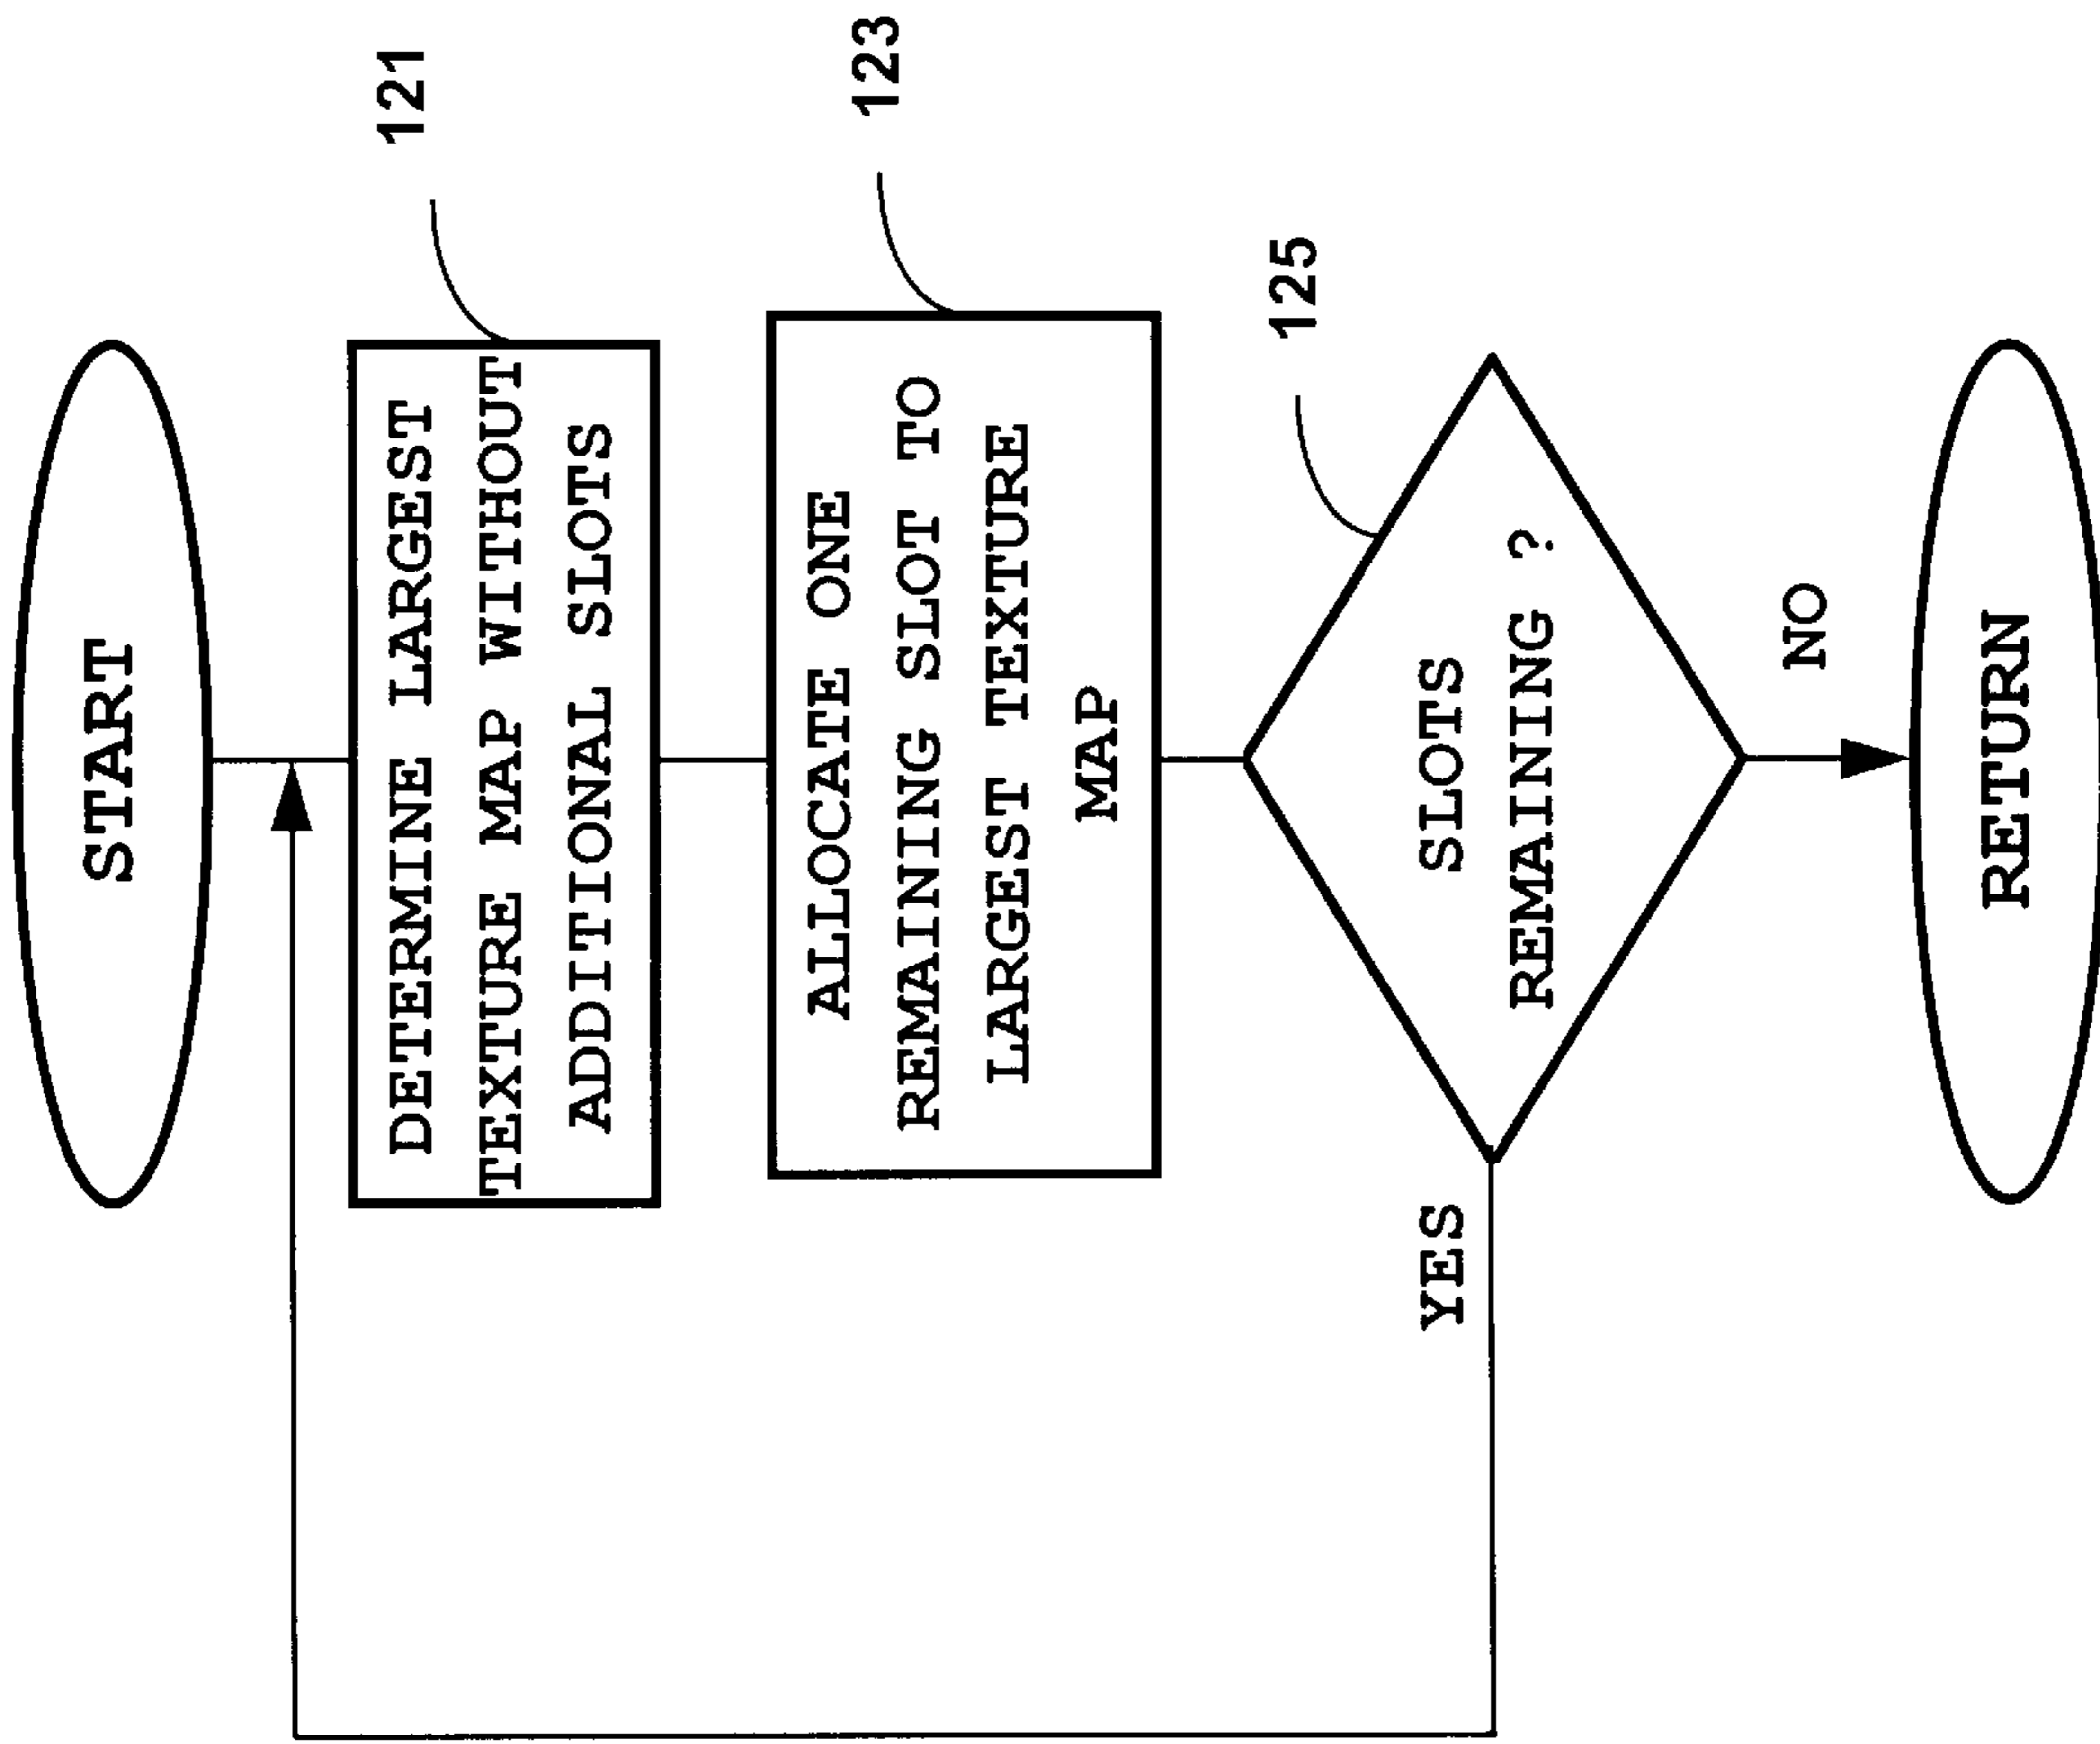 START
121
DETERMINE LARGEST
TEXTURE MAP WITHOUT
ADDITIONAL SLOTS
123
ALLOCATE ONE
REMAINING SLOT TO
LARGEST TEXTURE
MAP
125
SLOTS
REMAINING ?
YES
NO
RETURN